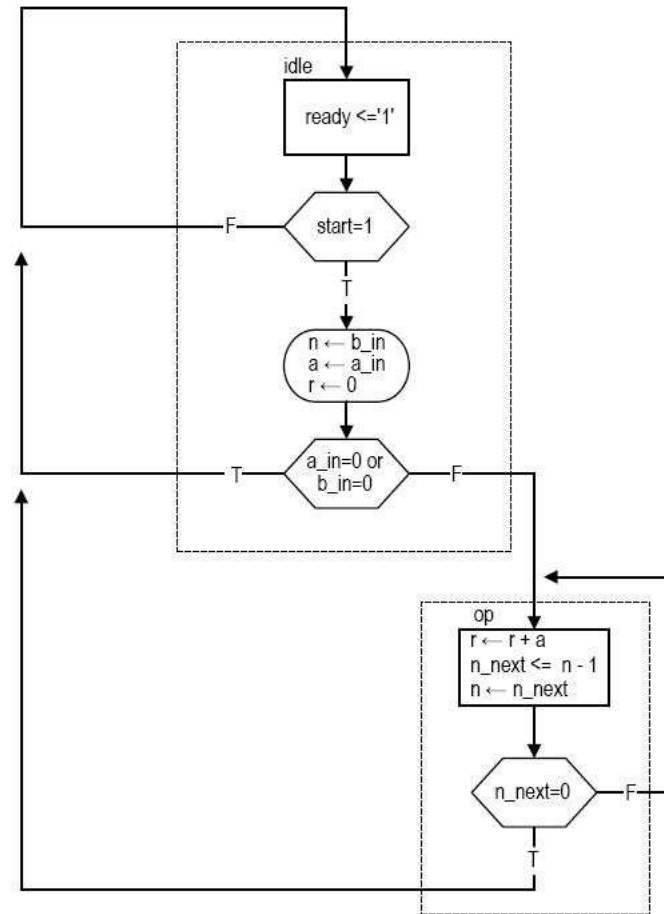 idle
ready <='1'
start=1
F
T
n ← b_in
a ← a_in
r ← 0
a_in=0 or
b_in=0
T
F
op
r ← r + a
n_next <= n - 1
n ← n_next
n_next=0
F
T